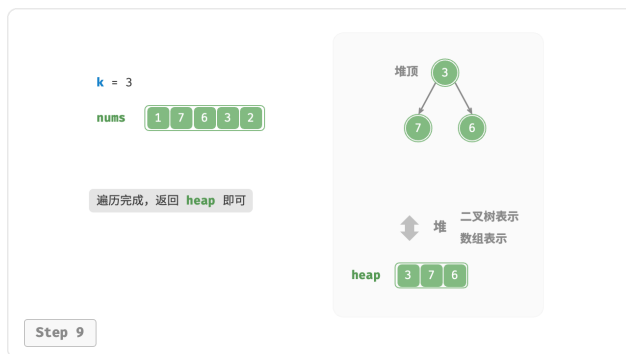 k = 3
nums 1 7 6 3 2
遍历完成，返回 heap 即可
堆顶 3
7 6
堆 二叉树表示
数组表示
heap 3 7 6
Step 9